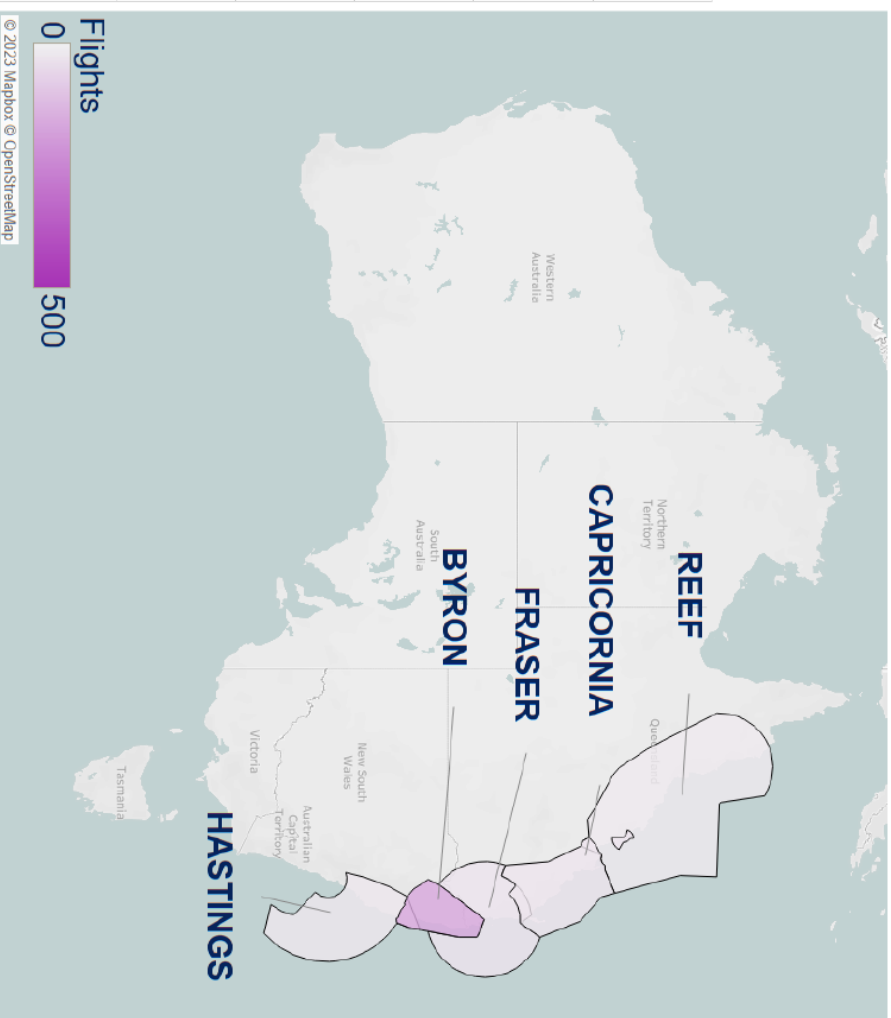 REEF
CAPRICORNIA
FRASER
BYRON
HASTINGS
Northern
Territory
Western
Australia
South
Australia
New South
Wales
Australian
Capital
Territory
Victoria
Tasmania
Flights
0
500
© 2023 Mapbox © OpenStreetMap